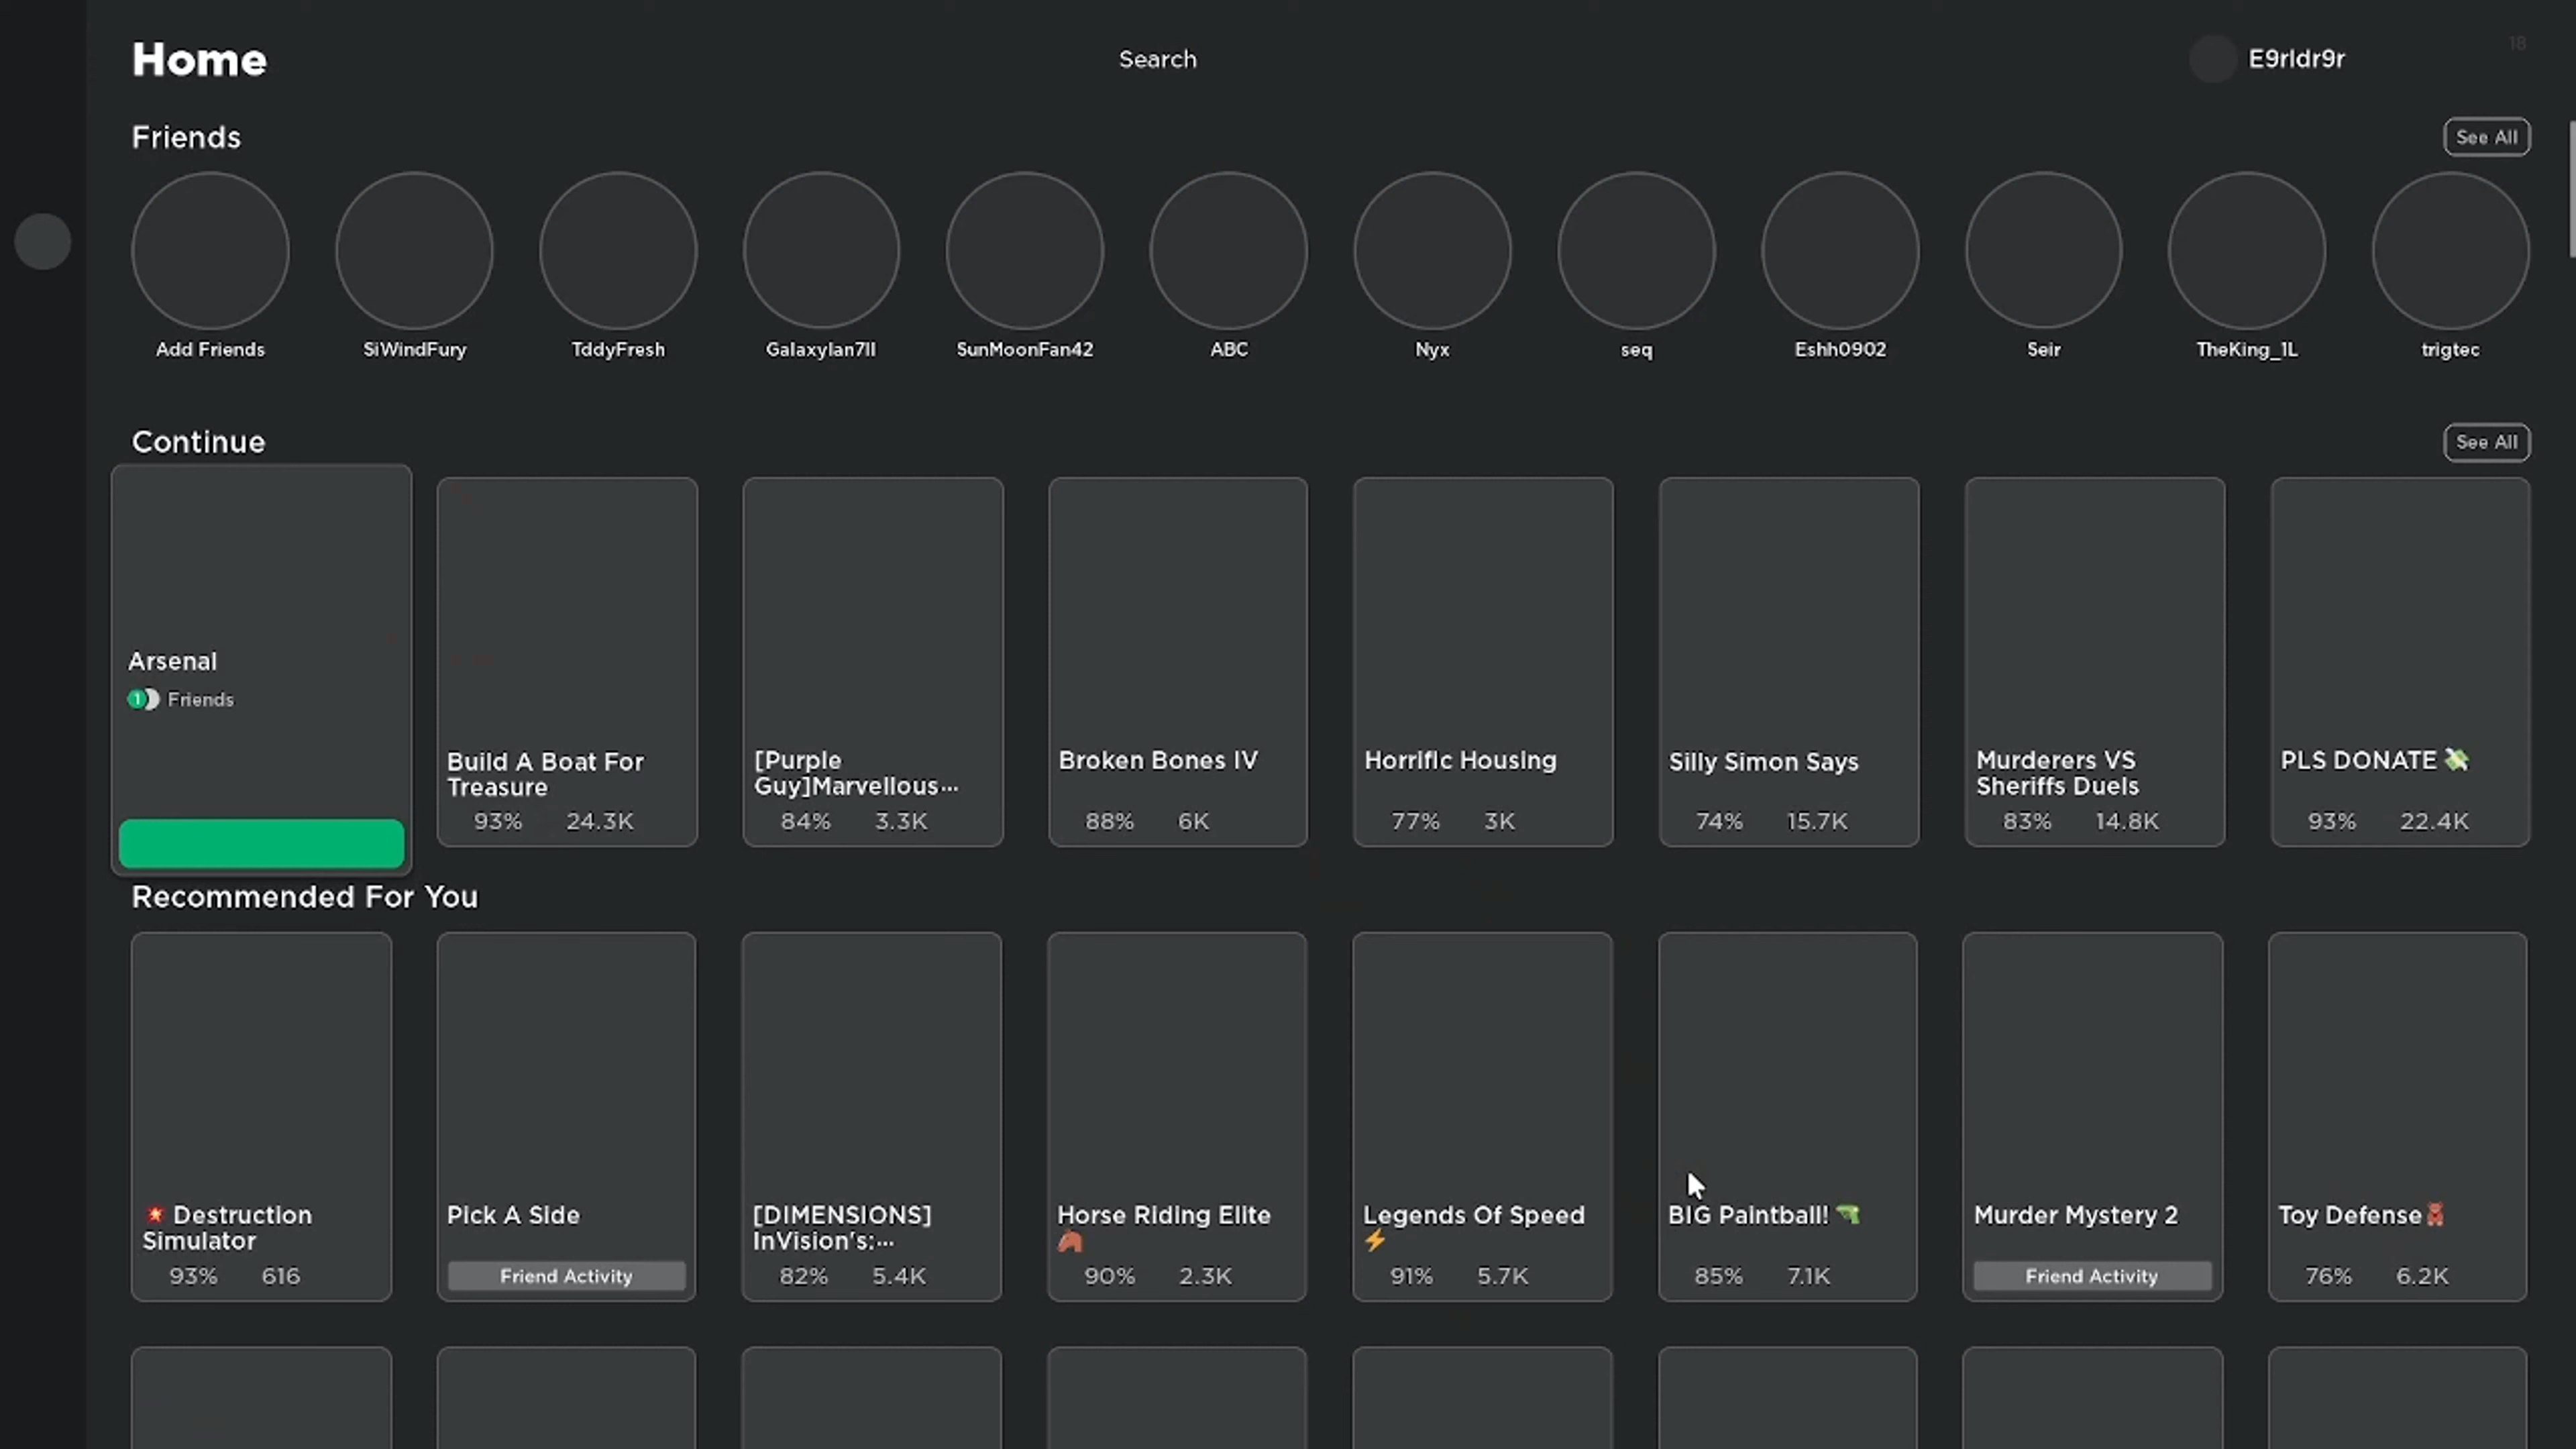 Home
Search
E9rldr9r
18
Friends
See All
Add Friends
SiWindFury
TddyFresh
GalaxyIan711
SunMoonFan42
ABC
Nyx
seq
Eshh0902
Seir
TheKing_1L
trigtec
Continue
See All
Arsenal
1 Friends
Build A Boat For
Treasure
93% 24.3K
[Purple
Guy]Marvellous...
84% 3.3K
Broken Bones IV
88% 6K
Horrific Housing
77% 3K
Silly Simon Says
74% 15.7K
Murderers VS
Sheriffs Duels
83% 14.8K
PLS DONATE 💸
93% 22.4K
Recommended For You
💥 Destruction
Simulator
93% 616
Pick A Side
Friend Activity
[DIMENSIONS]
InVision's:...
82% 5.4K
Horse Riding Elite
🐴
90% 2.3K
Legends Of Speed
⚡
91% 5.7K
BIG Paintball! 🔫
85% 7.1K
Murder Mystery 2
Friend Activity
Toy Defense🧸
76% 6.2K